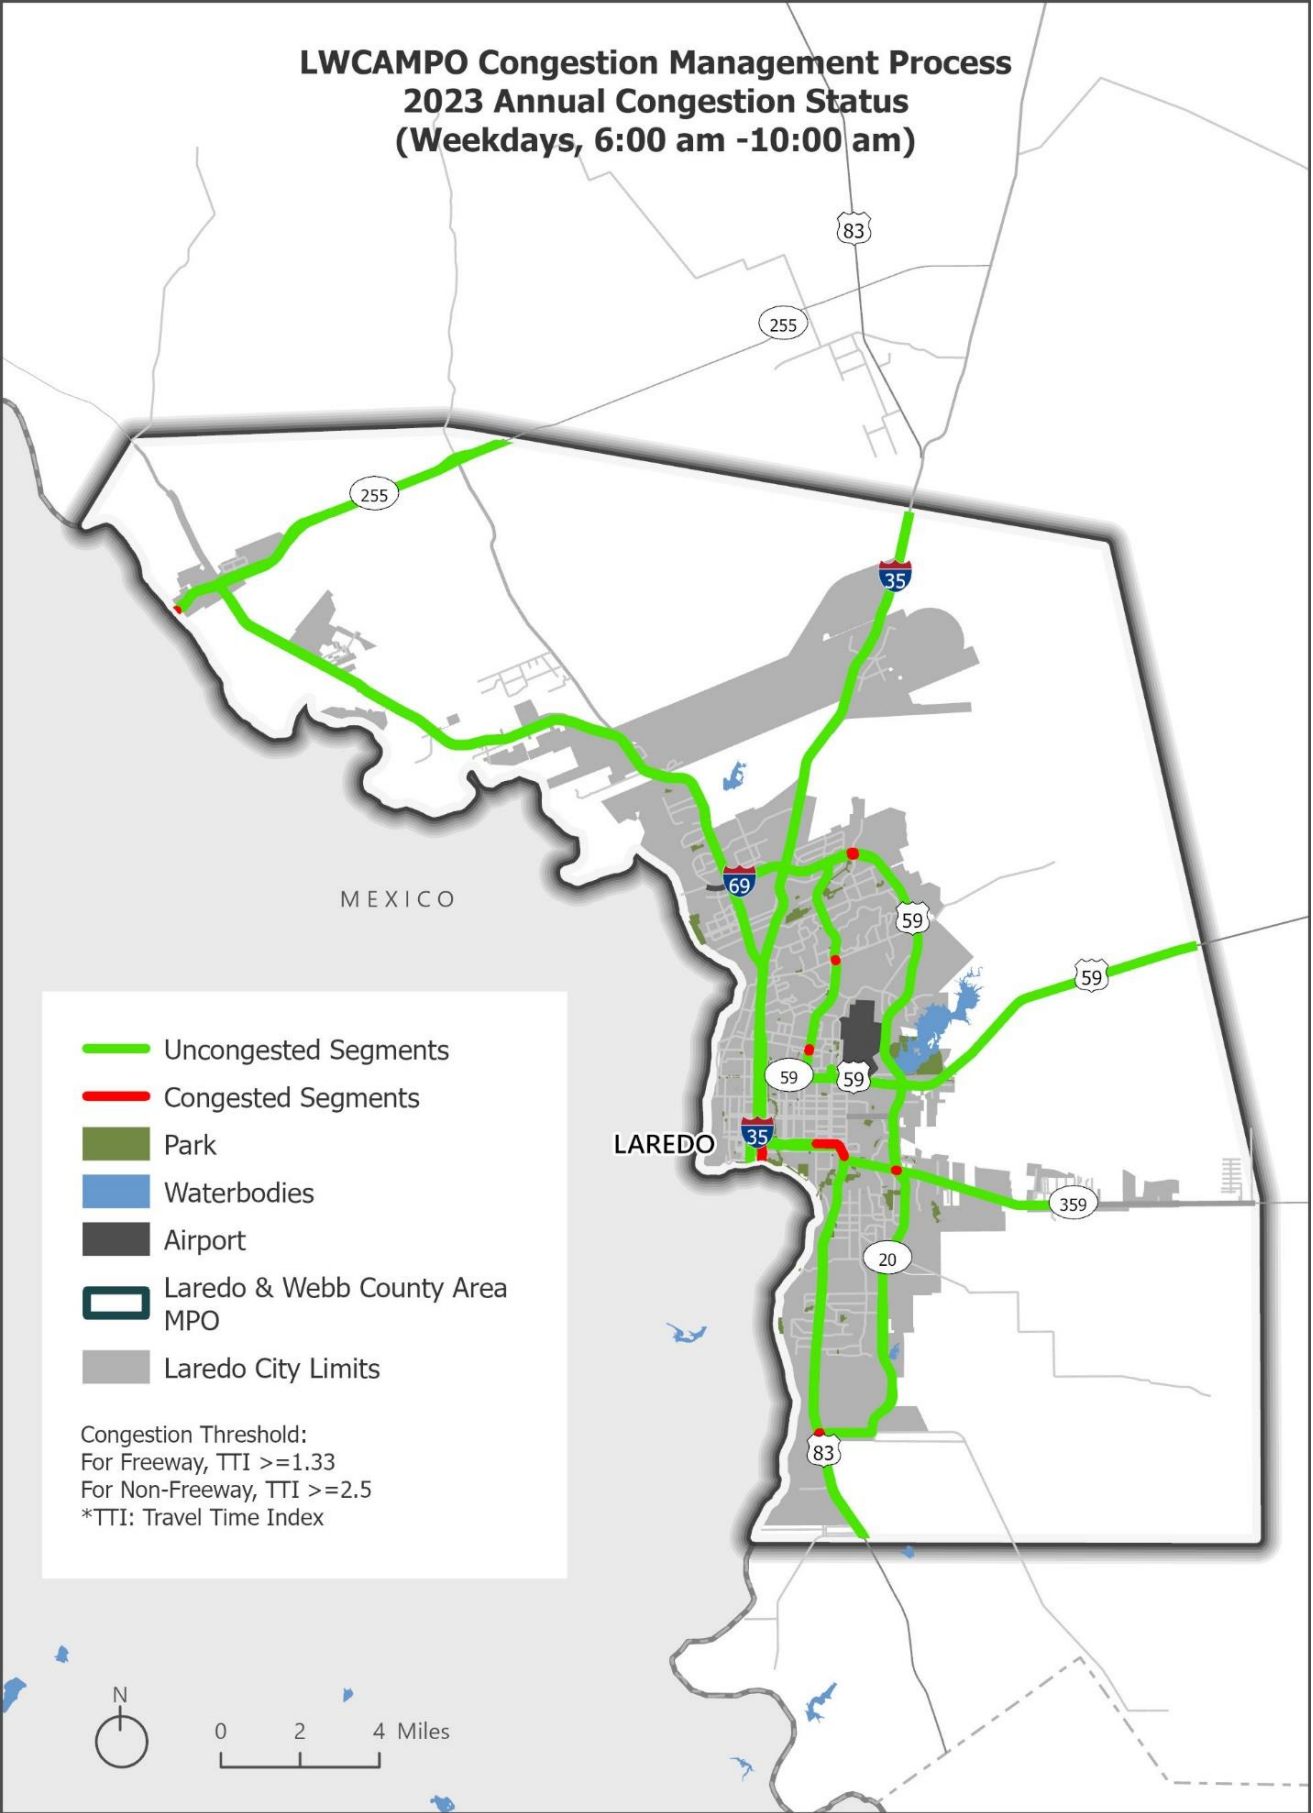 LWCAMPO Congestion Management Process
2023 Annual Congestion Status
(Weekdays, 6:00 am -10:00 am)
83
255
255
35
69
59
59
MEXICO
59
59
35
LAREDO
359
20
83
Uncongested Segments
Congested Segments
Park
Waterbodies
Airport
Laredo & Webb County Area
MPO
Laredo City Limits
Congestion Threshold:
For Freeway, TTI >=1.33
For Non-Freeway, TTI >=2.5
*TTI: Travel Time Index
N
0 2 4 Miles